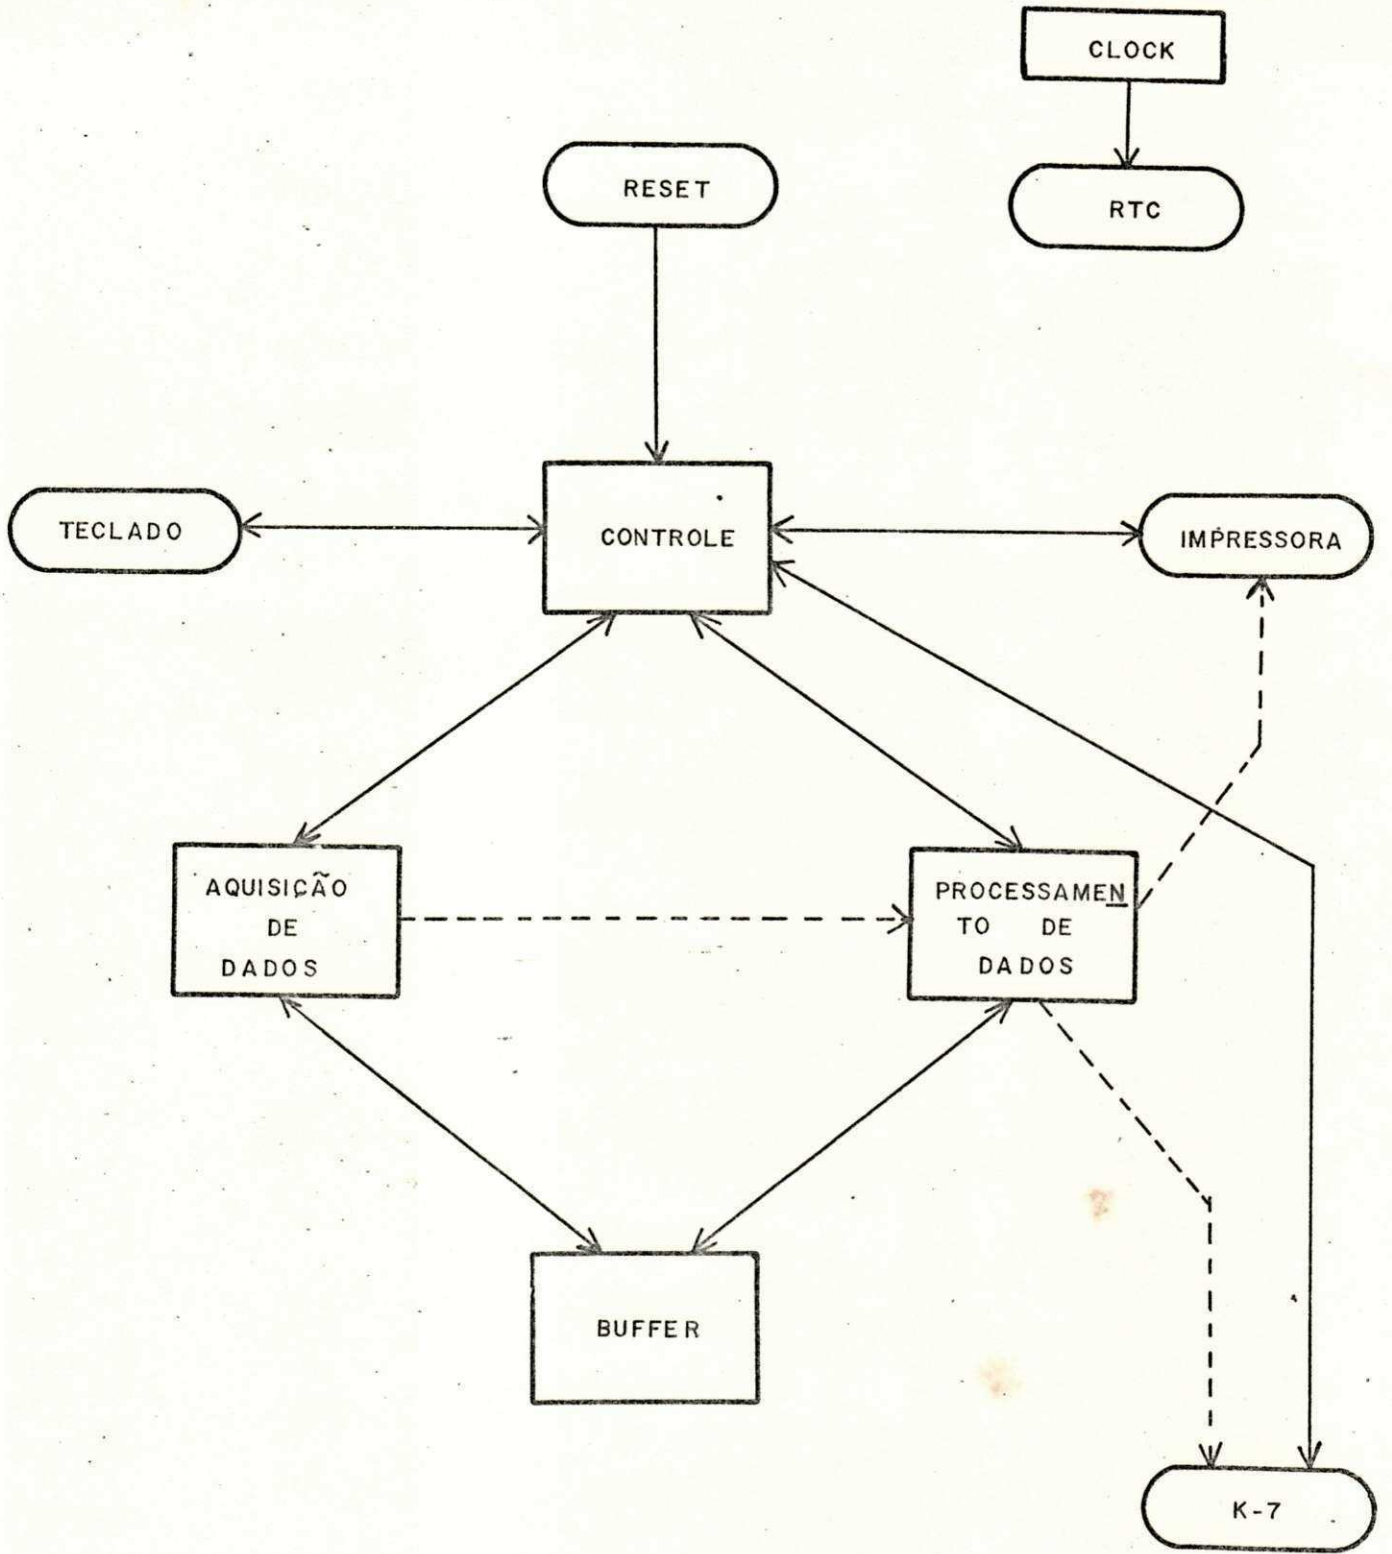 CLOCK
RESET
RTC
TECLADO
CONTROLE
IMPRESSORA
AQUISIÇÃO
DE
DADOS
PROCESSAMEN
TO DE
DADOS
BUFFER
K-7